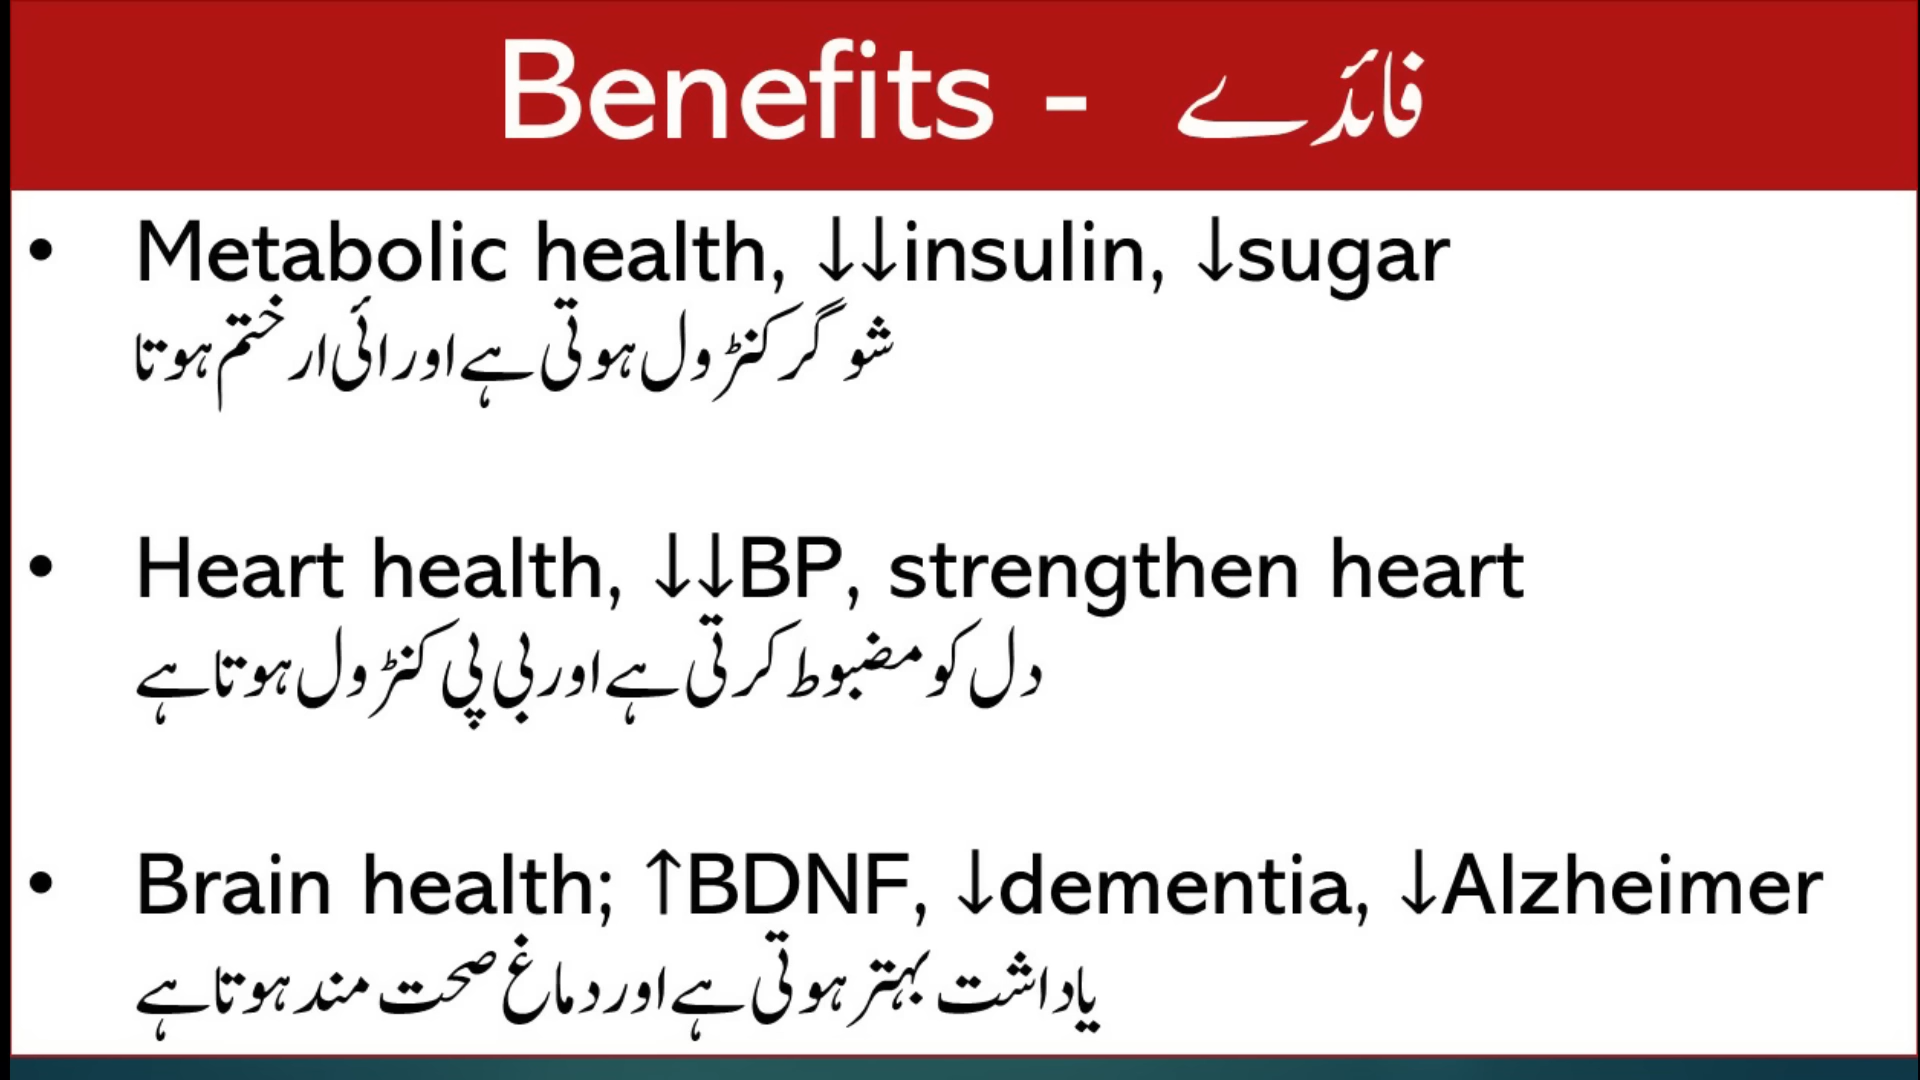 Benefits - فائدے
• Metabolic health, ↓↓insulin, ↓sugar
شوگر کنٹرول ہوتی ہے اور ائی ار ختم ہوتا
• Heart health, ↓↓BP, strengthen heart
دل کو مضبوط کرتی ہے اور بی پی کنٹرول ہوتا ہے
• Brain health; ↑BDNF, ↓dementia, ↓Alzheimer
یاداشت بہتر ہوتی ہے اور دماغ صحت مند ہوتا ہے